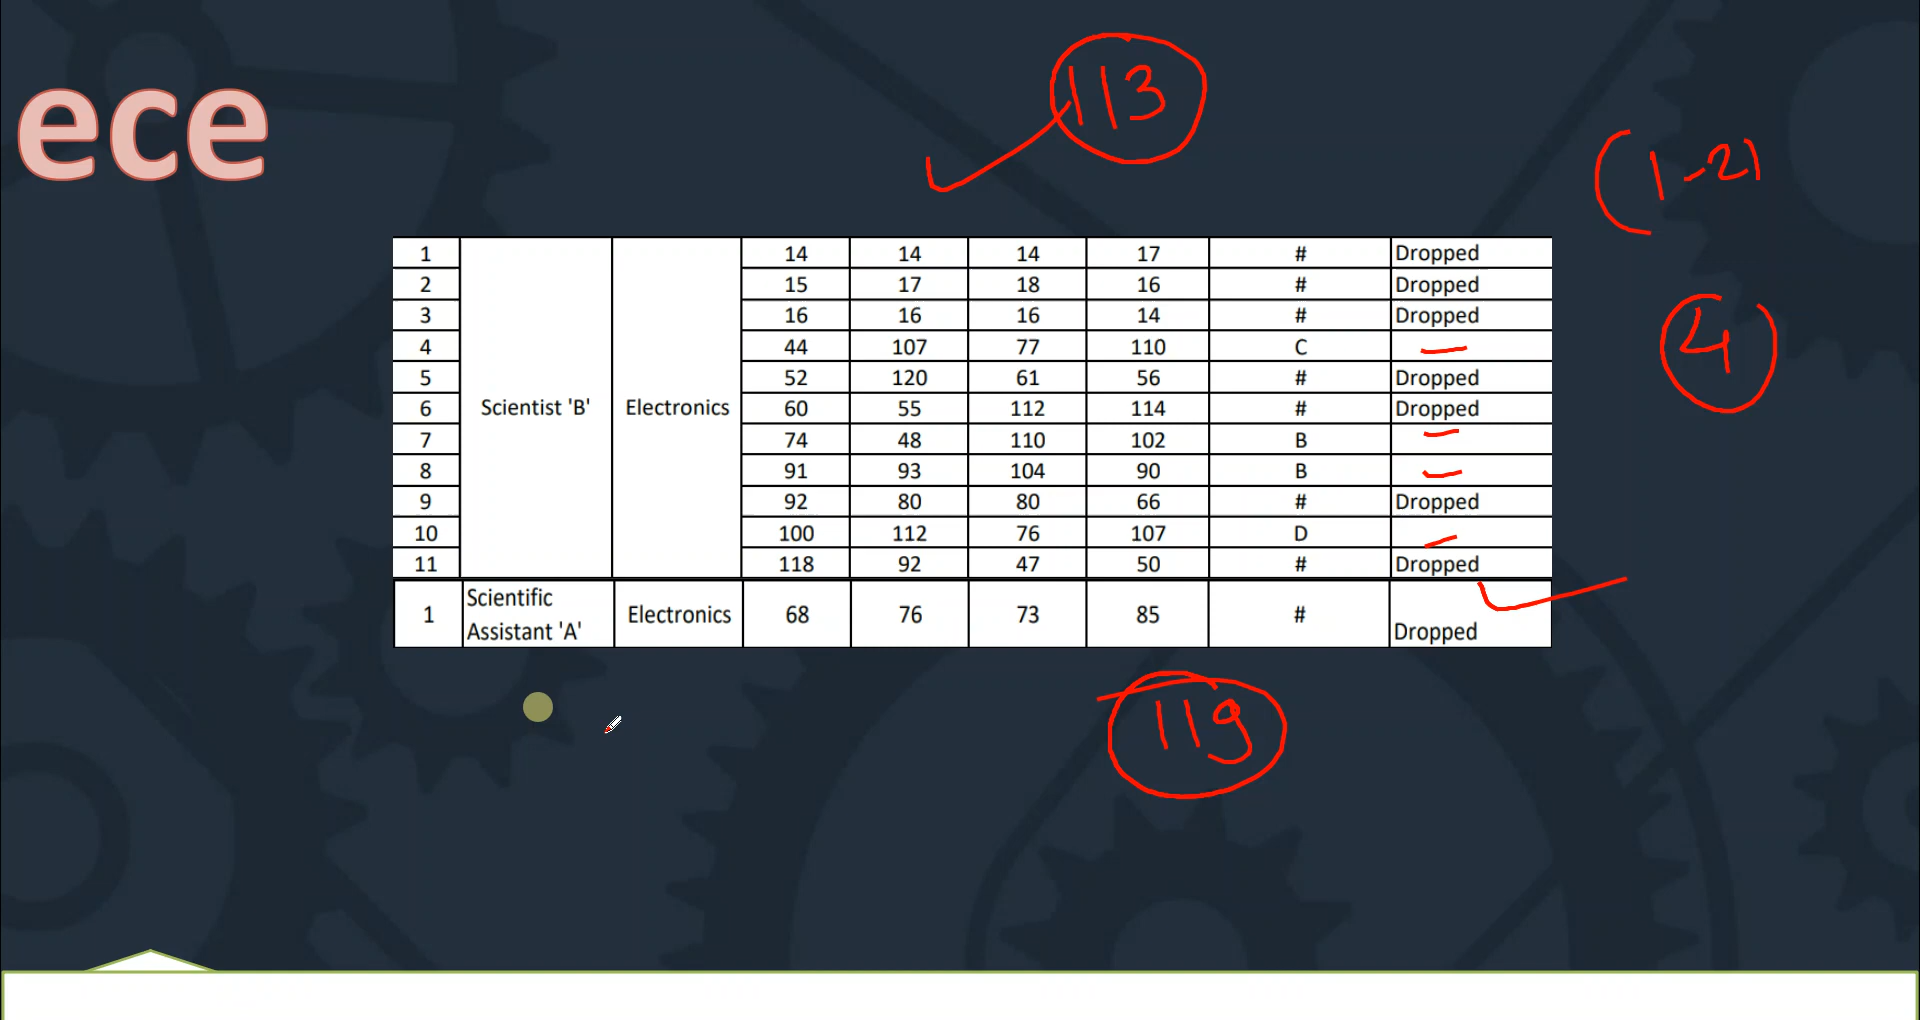 ece
113
(1-2)
1 Scientist 'B' Electronics 14 14 14 17 # Dropped
2 15 17 18 16 # Dropped
3 16 16 16 14 # Dropped
4 44 107 77 110 C
5 52 120 61 56 # Dropped
6 60 55 112 114 # Dropped
7 74 48 110 102 B
8 91 93 104 90 B
9 92 80 80 66 # Dropped
10 100 112 76 107 D
11 118 92 47 50 # Dropped
4
1 Scientific Assistant 'A' Electronics 68 76 73 85 # Dropped
119